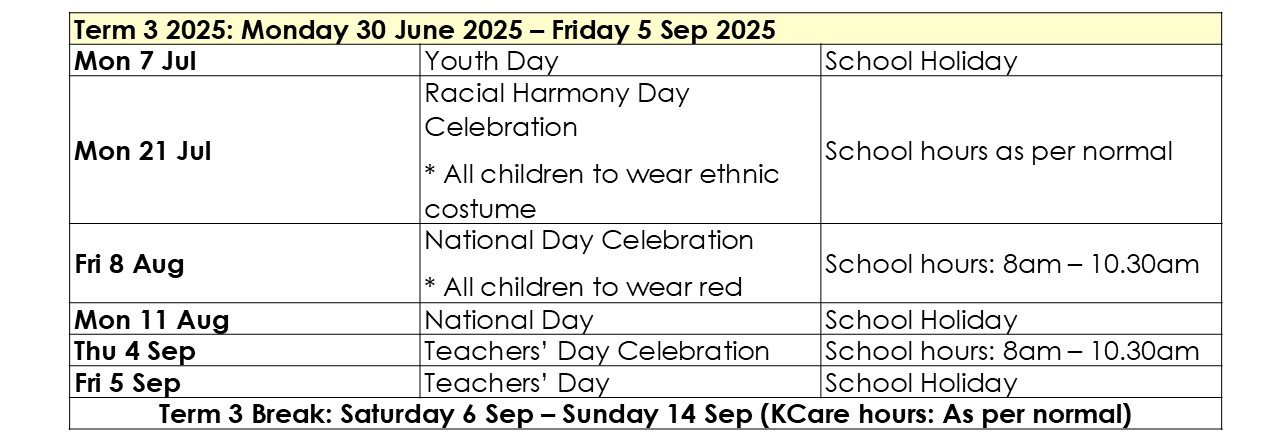 Term 3 2025: Monday 30 June 2025 – Friday 5 Sep 2025
Mon 7 Jul Youth Day School Holiday
Mon 21 Jul
Racial Harmony Day
Celebration
* All children to wear ethnic
costume
School hours as per normal
Fri 8 Aug
National Day Celebration
* All children to wear red
School hours: 8am – 10.30am
Mon 11 Aug National Day School Holiday
Thu 4 Sep Teachers’ Day Celebration School hours: 8am – 10.30am
Fri 5 Sep Teachers’ Day School Holiday
Term 3 Break: Saturday 6 Sep – Sunday 14 Sep (KCare hours: As per normal)